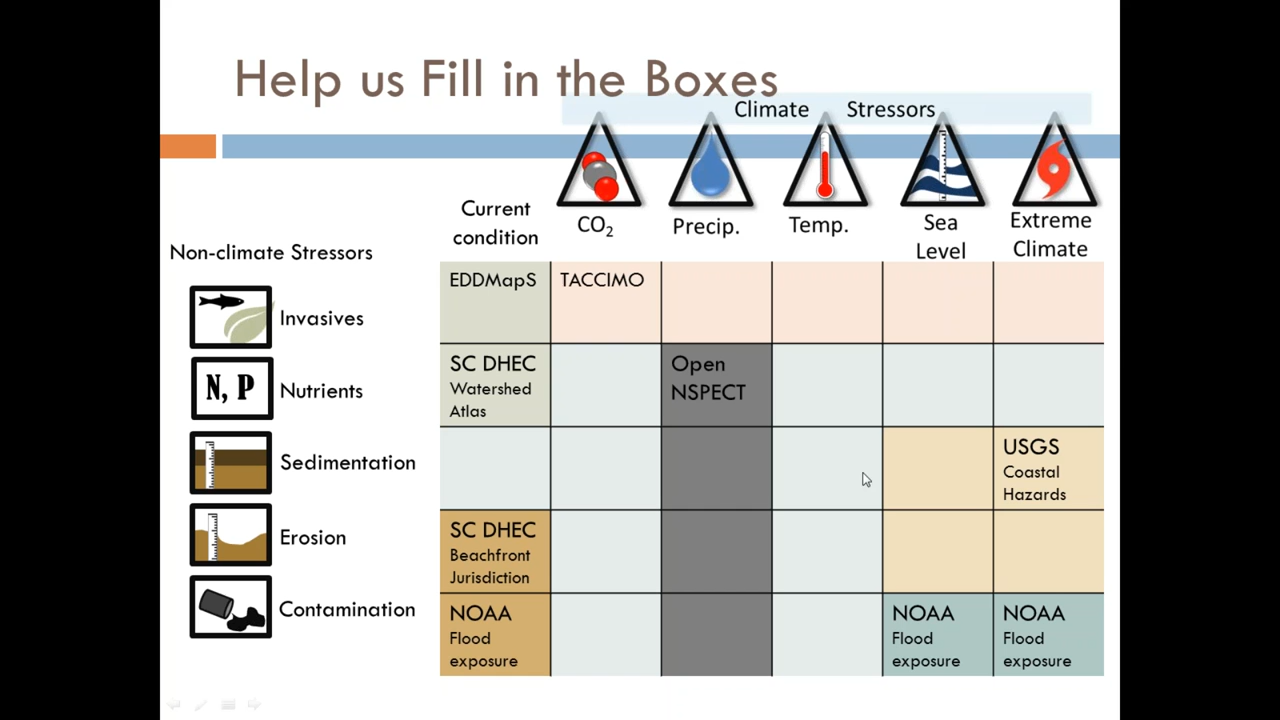 Help us Fill in the Boxes
Climate Stressors
Current
condition
CO₂
Precip.
Temp.
Sea
Level
Extreme
Climate
Non-climate Stressors
Invasives
EDDMapS
TACCIMO
N, P
Nutrients
SC DHEC
Watershed
Atlas
Open
NSPECT
Sedimentation
USGS
Coastal
Hazards
Erosion
SC DHEC
Beachfront
Jurisdiction
Contamination
NOAA
Flood
exposure
NOAA
Flood
exposure
NOAA
Flood
exposure